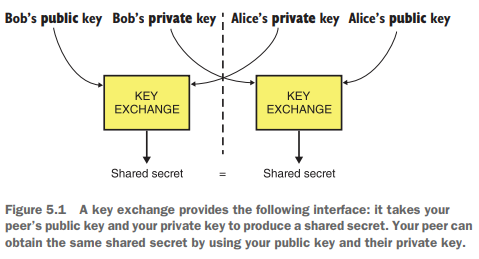 Bob's public key Bob's private key Alice's private key Alice's public key
KEY
EXCHANGE
KEY
EXCHANGE
Shared secret = Shared secret
Figure 5.1 A key exchange provides the following interface: it takes your
peer's public key and your private key to produce a shared secret. Your peer can
obtain the same shared secret by using your public key and their private key.